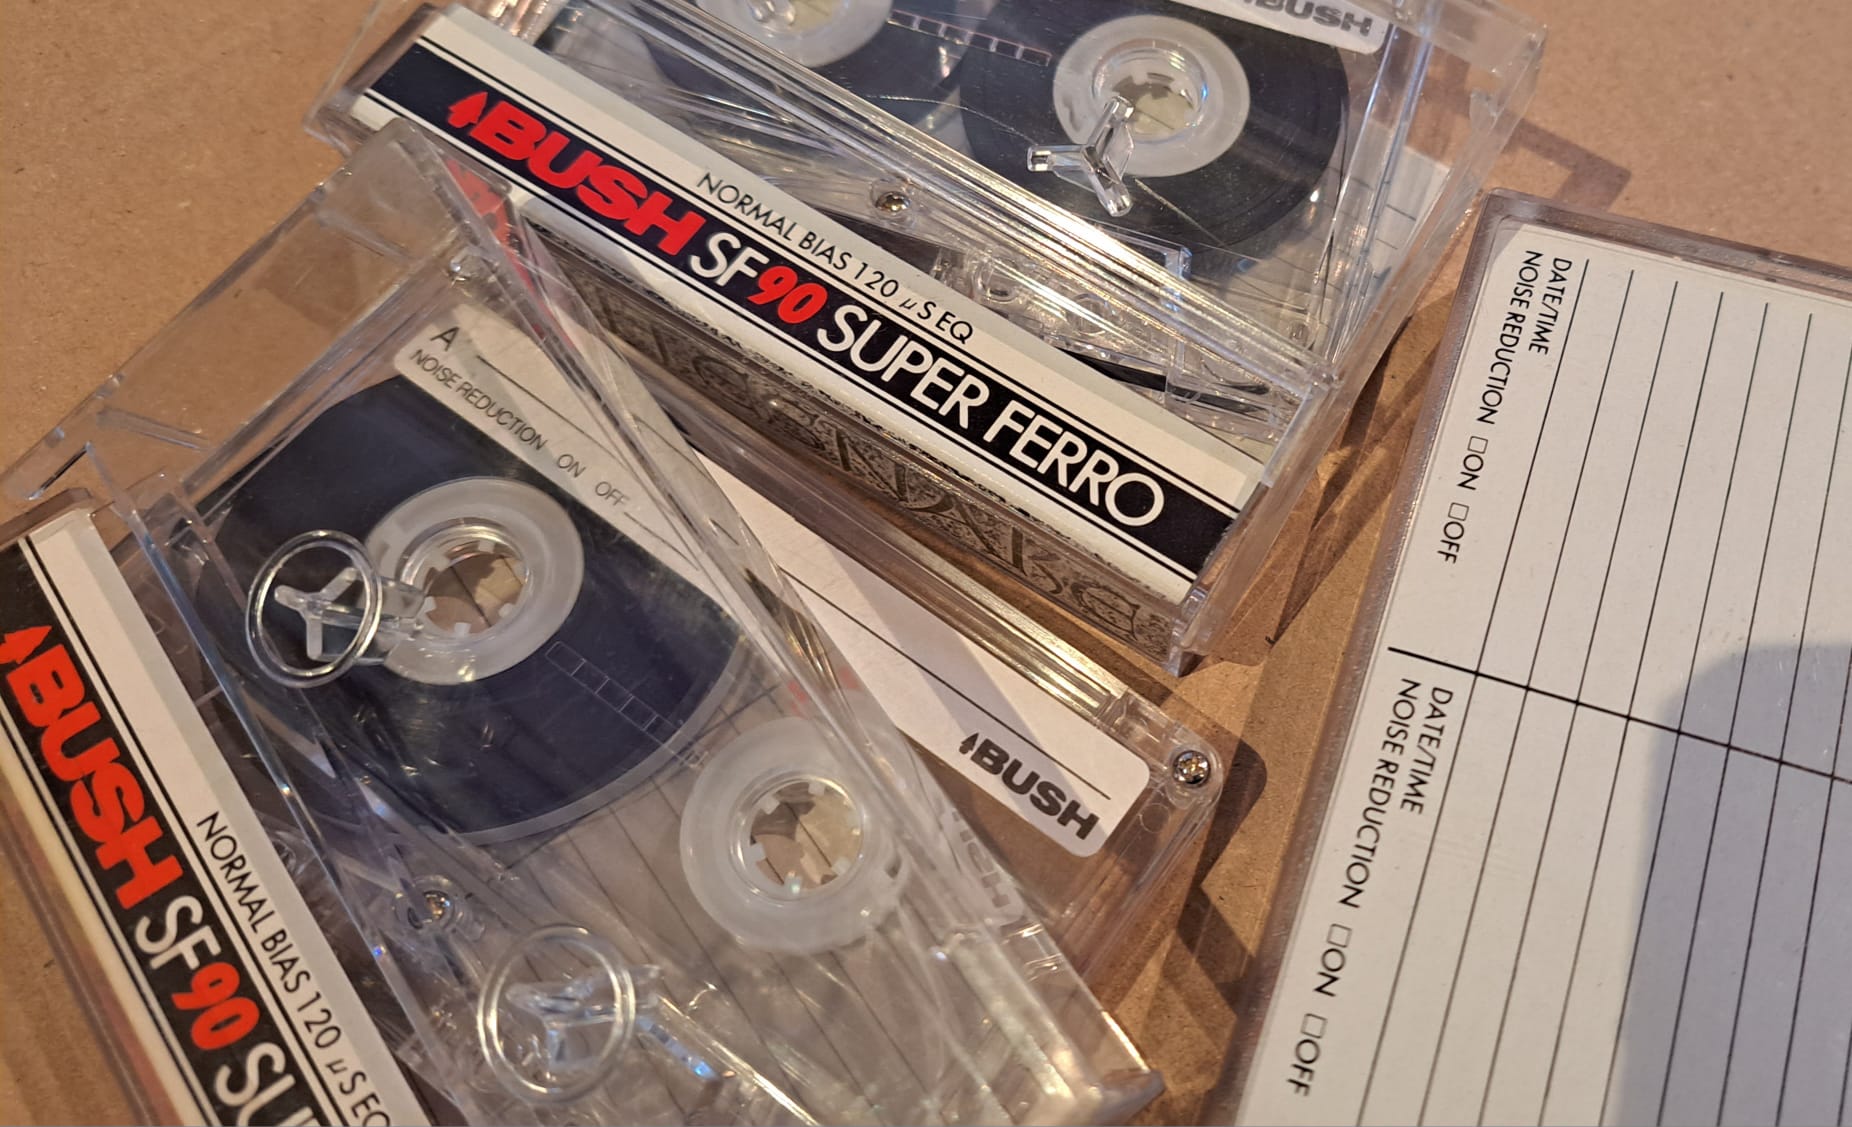 BUSH
NORMAL BIAS 120 µS EQ
BUSH SF90 SUPER FERRO
A
NOISE REDUCTION ON OFF
BUSH
NORMAL BIAS 120 µS EQ
BUSH SF90 SU
DATE/TIME
NOISE REDUCTION □ON □OFF
DATE/TIME
NOISE REDUCTION □ON □OFF